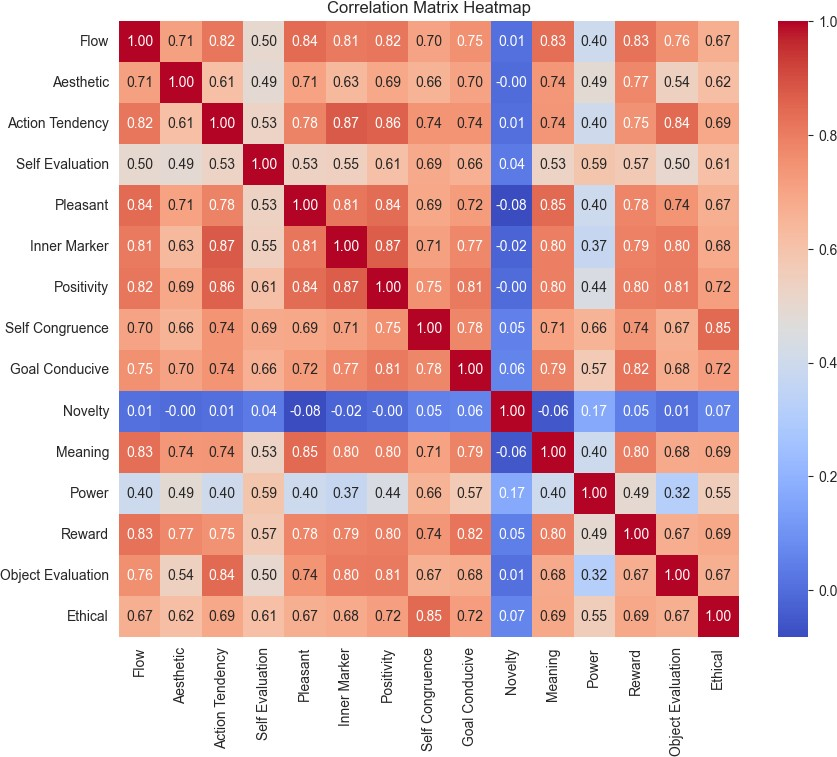 Correlation Matrix Heatmap
Flow 1.00 0.71 0.82 0.50 0.84 0.81 0.82 0.70 0.75 0.01 0.83 0.40 0.83 0.76 0.67
Aesthetic 0.71 1.00 0.61 0.49 0.71 0.63 0.69 0.66 0.70 -0.00 0.74 0.49 0.77 0.54 0.62
Action Tendency 0.82 0.61 1.00 0.53 0.78 0.87 0.86 0.74 0.74 0.01 0.74 0.40 0.75 0.84 0.69
Self Evaluation 0.50 0.49 0.53 1.00 0.53 0.55 0.61 0.69 0.66 0.04 0.53 0.59 0.57 0.50 0.61
Pleasant 0.84 0.71 0.78 0.53 1.00 0.81 0.84 0.69 0.72 -0.08 0.85 0.40 0.78 0.74 0.67
Inner Marker 0.81 0.63 0.87 0.55 0.81 1.00 0.87 0.71 0.77 -0.02 0.80 0.37 0.79 0.80 0.68
Positivity 0.82 0.69 0.86 0.61 0.84 0.87 1.00 0.75 0.81 -0.00 0.80 0.44 0.80 0.81 0.72
Self Congruence 0.70 0.66 0.74 0.69 0.69 0.71 0.75 1.00 0.78 0.05 0.71 0.66 0.74 0.67 0.85
Goal Conducive 0.75 0.70 0.74 0.66 0.72 0.77 0.81 0.78 1.00 0.06 0.79 0.57 0.82 0.68 0.72
Novelty 0.01 -0.00 0.01 0.04 -0.08 -0.02 -0.00 0.05 0.06 1.00 -0.06 0.17 0.05 0.01 0.07
Meaning 0.83 0.74 0.74 0.53 0.85 0.80 0.80 0.71 0.79 -0.06 1.00 0.40 0.80 0.68 0.69
Power 0.40 0.49 0.40 0.59 0.40 0.37 0.44 0.66 0.57 0.17 0.40 1.00 0.49 0.32 0.55
Reward 0.83 0.77 0.75 0.57 0.78 0.79 0.80 0.74 0.82 0.05 0.80 0.49 1.00 0.67 0.69
Object Evaluation 0.76 0.54 0.84 0.50 0.74 0.80 0.81 0.67 0.68 0.01 0.68 0.32 0.67 1.00 0.67
Ethical 0.67 0.62 0.69 0.61 0.67 0.68 0.72 0.85 0.72 0.07 0.69 0.55 0.69 0.67 1.00
Flow
Aesthetic
Action Tendency
Self Evaluation
Pleasant
Inner Marker
Positivity
Self Congruence
Goal Conducive
Novelty
Meaning
Power
Reward
Object Evaluation
Ethical
1.0
0.8
0.6
0.4
0.2
0.0